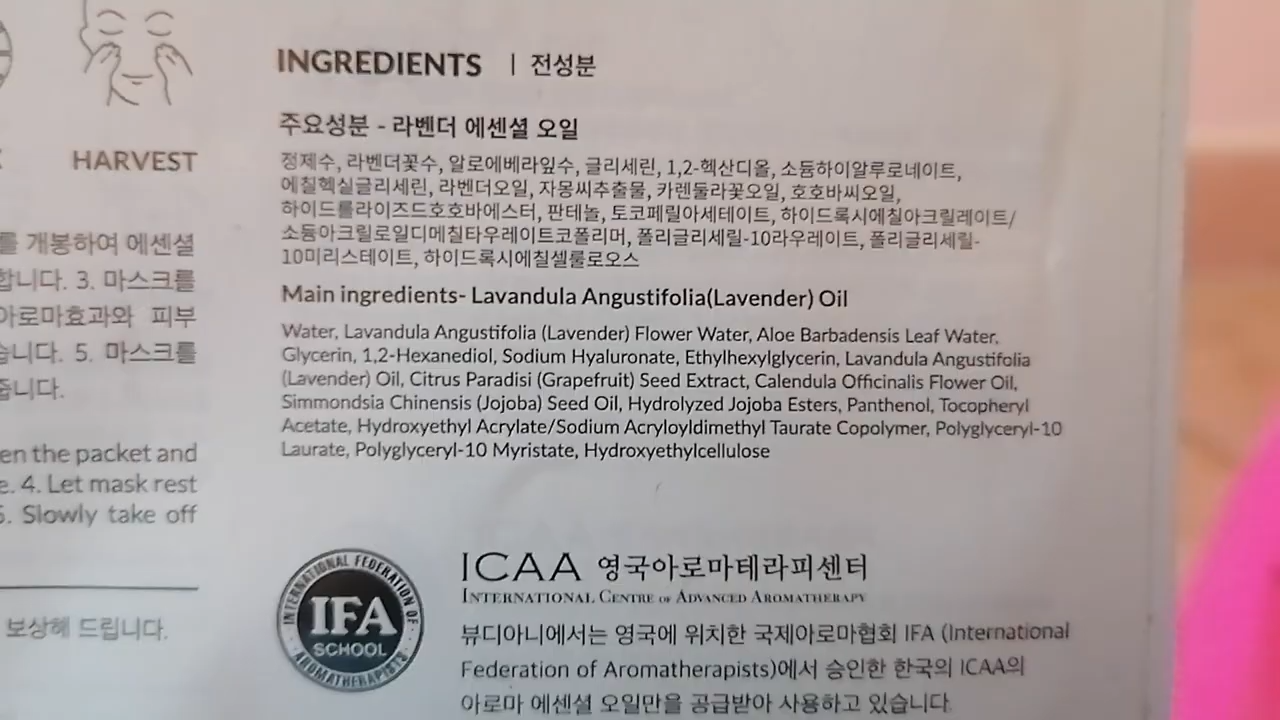 HARVEST
를 개봉하여 에센셜
합니다. 3. 마스크를
아로마효과와 피부
습니다. 5. 마스크를
줍니다.
en the packet and
e. 4. Let mask rest
5. Slowly take off
보상해 드립니다.
INGREDIENTS | 전성분
주요성분 - 라벤더 에센셜 오일
정제수, 라벤더꽃수, 알로에베라잎수, 글리세린, 1,2-헥산디올, 소듐하이알루로네이트,
에칠헥실글리세린, 라벤더오일, 자몽씨추출물, 카렌둘라꽃오일, 호호바씨오일,
하이드롤라이즈드호호바에스터, 판테놀, 토코페릴아세테이트, 하이드록시에칠아크릴레이트/
소듐아크릴로일디메칠타우레이트코폴리머, 폴리글리세릴-10라우레이트, 폴리글리세릴-
10미리스테이트, 하이드록시에칠셀룰로오스
Main ingredients- Lavandula Angustifolia(Lavender) Oil
Water, Lavandula Angustifolia (Lavender) Flower Water, Aloe Barbadensis Leaf Water,
Glycerin, 1,2-Hexanediol, Sodium Hyaluronate, Ethylhexylglycerin, Lavandula Angustifolia
(Lavender) Oil, Citrus Paradisi (Grapefruit) Seed Extract, Calendula Officinalis Flower Oil,
Simmondsia Chinensis (Jojoba) Seed Oil, Hydrolyzed Jojoba Esters, Panthenol, Tocopheryl
Acetate, Hydroxyethyl Acrylate/Sodium Acryloyldimethyl Taurate Copolymer, Polyglyceryl-10
Laurate, Polyglyceryl-10 Myristate, Hydroxyethylcellulose
INTERNATIONAL FEDERATION OF
IFA
SCHOOL
AROMATHERAPISTS
ICAA 영국아로마테라피센터
INTERNATIONAL CENTRE OF ADVANCED AROMATHERAPY
뷰디아니에서는 영국에 위치한 국제아로마협회 IFA (International
Federation of Aromatherapists)에서 승인한 한국의 ICAA의
아로마 에센셜 오일만을 공급받아 사용하고 있습니다.